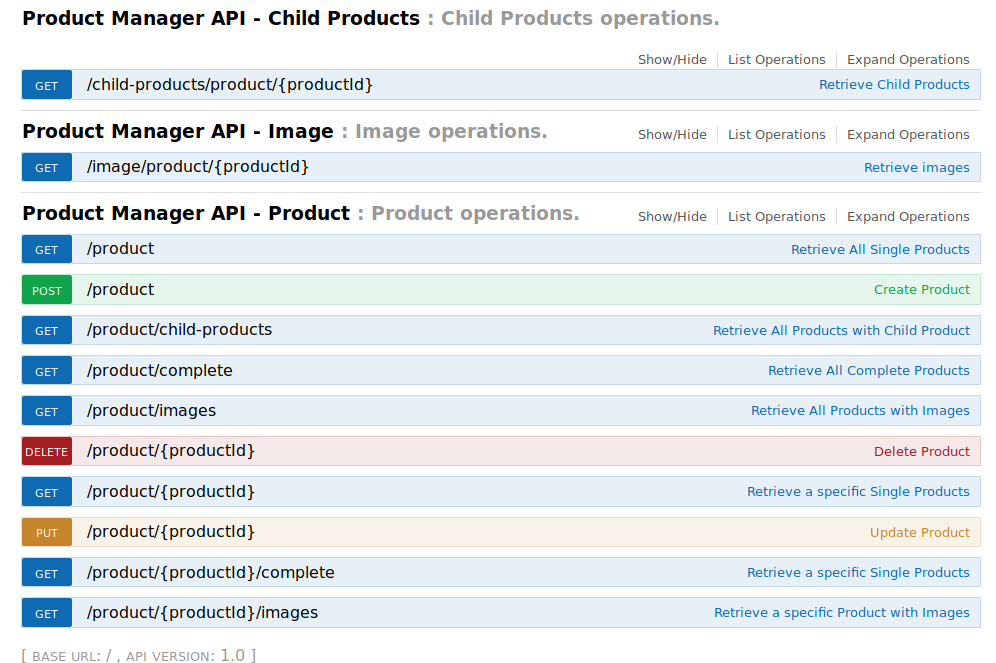 Product Manager API - Child Products : Child Products operations.
Show/Hide List Operations Expand Operations
GET /child-products/product/{productId} Retrieve Child Products
Product Manager API - Image : Image operations. Show/Hide List Operations Expand Operations
GET /image/product/{productId} Retrieve images
Product Manager API - Product : Product operations. Show/Hide List Operations Expand Operations
GET /product Retrieve All Single Products
POST /product Create Product
GET /product/child-products Retrieve All Products with Child Product
GET /product/complete Retrieve All Complete Products
GET /product/images Retrieve All Products with Images
DELETE /product/{productId} Delete Product
GET /product/{productId} Retrieve a specific Single Products
PUT /product/{productId} Update Product
GET /product/{productId}/complete Retrieve a specific Single Products
GET /product/{productId}/images Retrieve a specific Product with Images
[ BASE URL: / , API VERSION: 1.0 ]